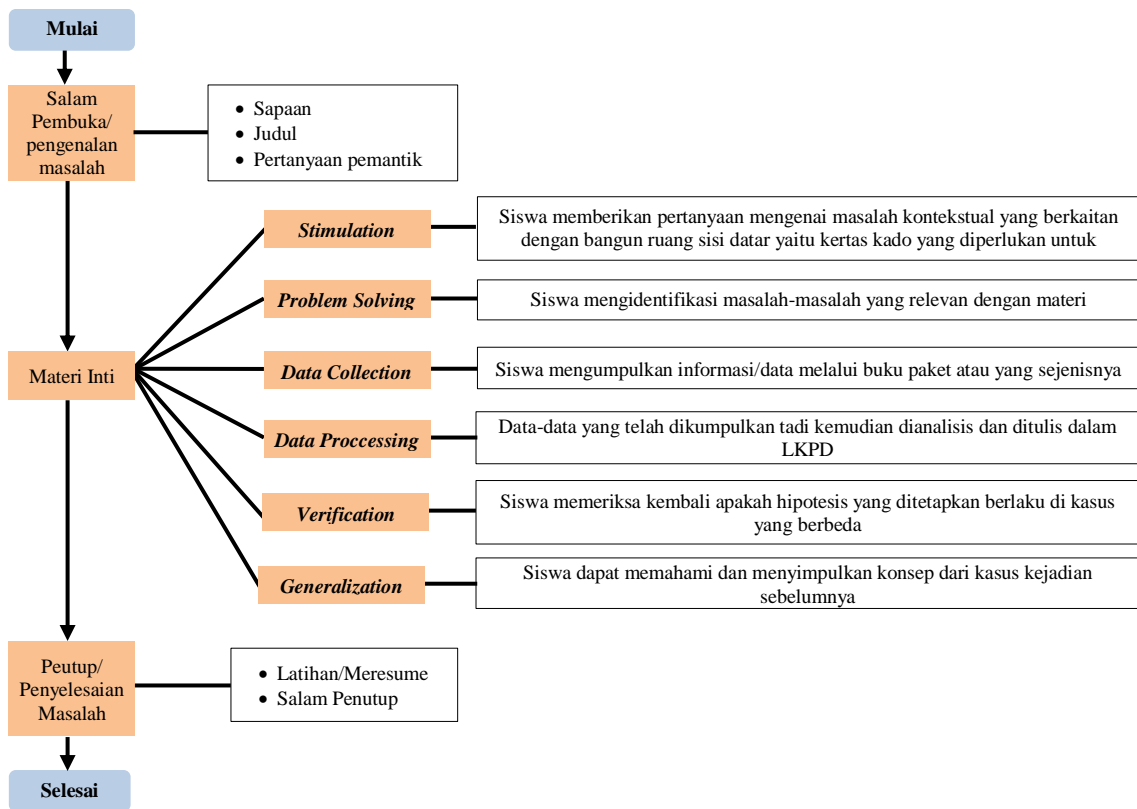 Mulai
Salam
Pembuka/
pengenalan
masalah
• Sapaan
• Judul
• Pertanyaan pemantik
Stimulation
Siswa memberikan pertanyaan mengenai masalah kontekstual yang berkaitan
dengan bangun ruang sisi datar yaitu kertas kado yang diperlukan untuk
Problem Solving
Siswa mengidentifikasi masalah-masalah yang relevan dengan materi
Materi Inti
Data Collection
Siswa mengumpulkan informasi/data melalui buku paket atau yang sejenisnya
Data Proccessing
Data-data yang telah dikumpulkan tadi kemudian dianalisis dan ditulis dalam
LKPD
Verification
Siswa memeriksa kembali apakah hipotesis yang ditetapkan berlaku di kasus
yang berbeda
Generalization
Siswa dapat memahami dan menyimpulkan konsep dari kasus kejadian
sebelumnya
Peutup/
Penyelesaian
Masalah
• Latihan/Meresume
• Salam Penutup
Selesai